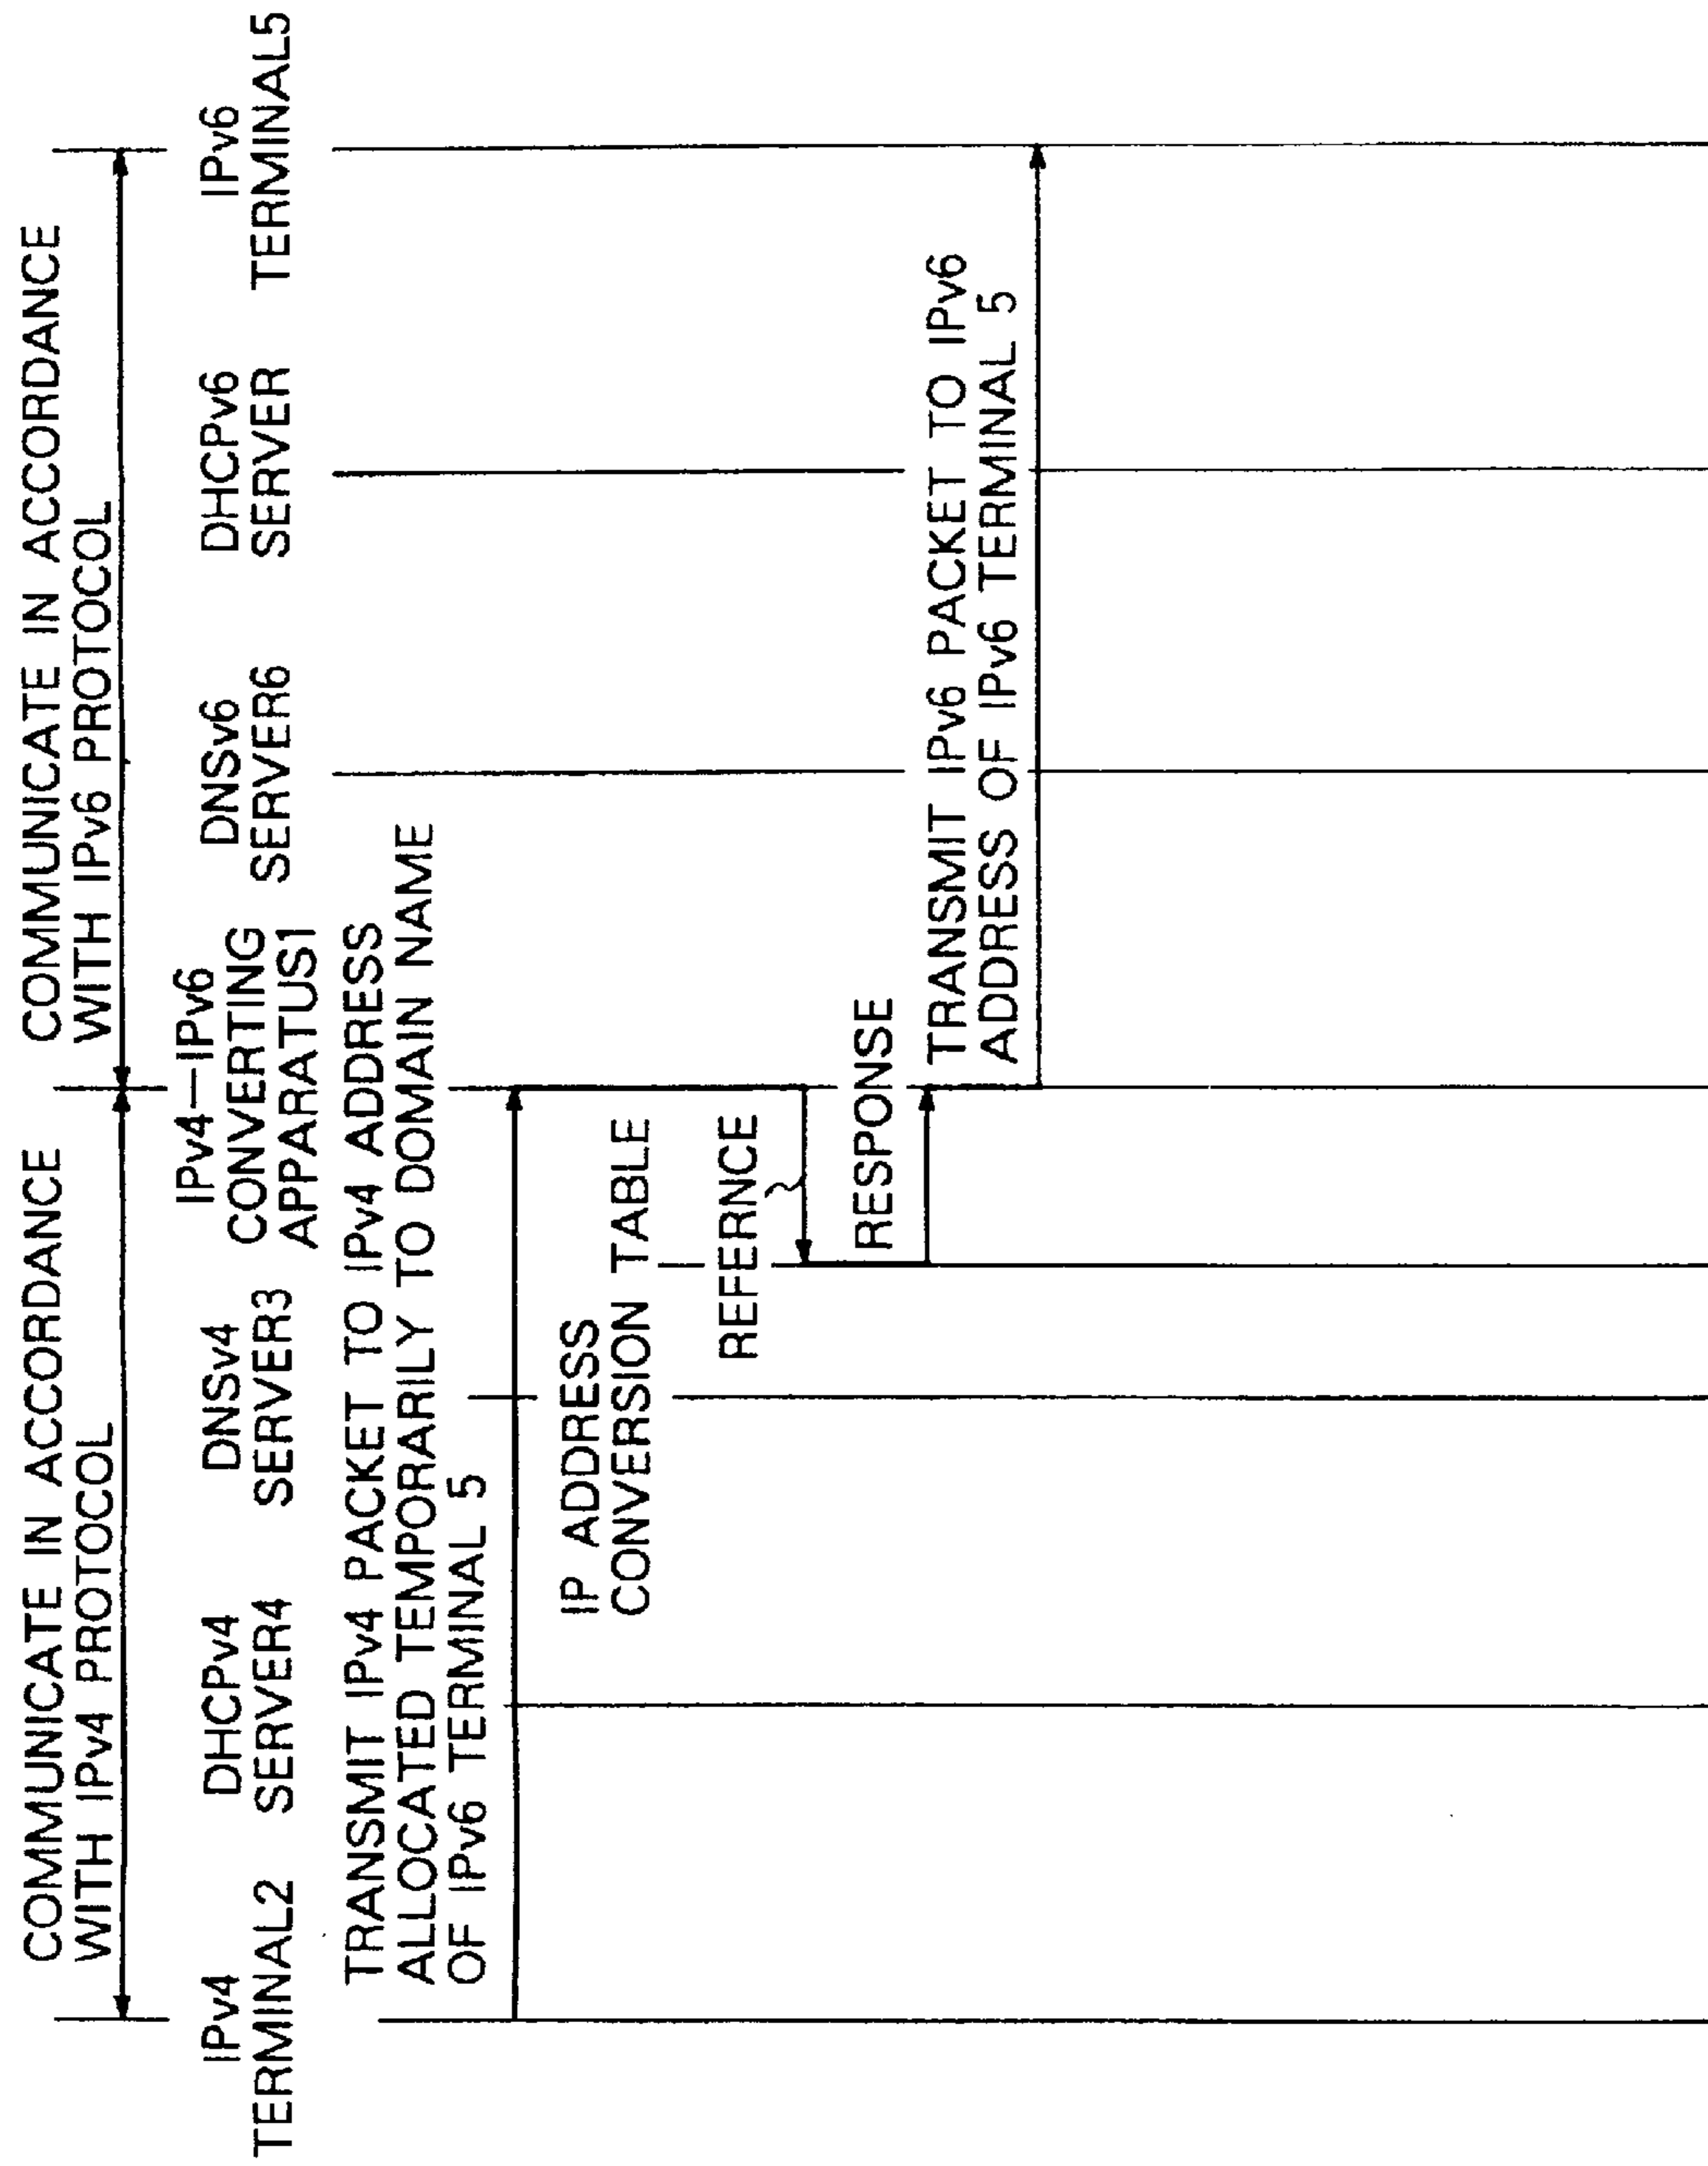 COMMUNICATE IN ACCORDANCE
WITH IPv4 PROTOCOL
COMMUNICATE IN ACCORDANCE
WITH IPv6 PROTOCOL
IPv4
TERMINAL2
DHCPv4
SERVER4
DNSv4
SERVER3
IPv4-IPv6
CONVERTING
APPARATUS1
DNSv6
SERVER6
DHCPv6
SERVER
IPv6
TERMINAL5
TRANSMIT IPv4 PACKET TO IPv4 ADDRESS
ALLOCATED TEMPORARILY TO DOMAIN NAME
OF IPv6 TERMINAL 5
IP ADDRESS
CONVERSION TABLE
REFERNCE
RESPONSE
TRANSMIT IPv6 PACKET TO IPv6
ADDRESS OF IPv6 TERMINAL 5